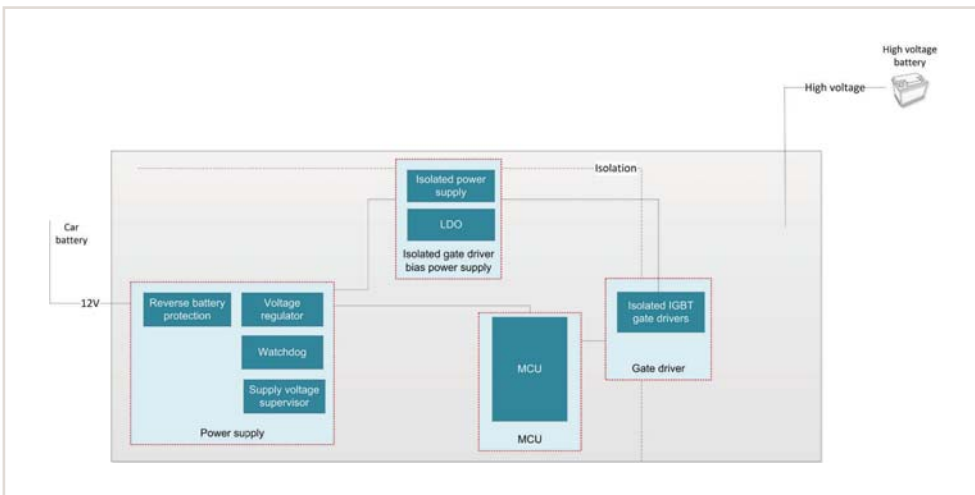 High voltage
battery
High voltage
Isolation
Isolated power
supply
LDO
Isolated gate driver
bias power supply
Car
battery
12V
Reverse battery
protection
Voltage
regulator
Watchdog
Supply voltage
supervisor
Power supply
MCU
MCU
Isolated IGBT
gate drivers
Gate driver